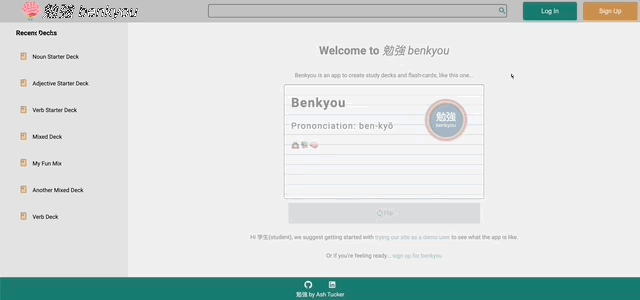 勉強 benkyou
Log In
Sign Up
Recent Decks
Noun Starter Deck
Adjective Starter Deck
Verb Starter Deck
Mixed Deck
My Fun Mix
Another Mixed Deck
Verb Deck
Welcome to 勉強 benkyou
Benkyou is an app to create study decks and flash-cards, like this one...
Benkyou
Prononciation: ben-kyō
勉強
benkyou
Flip
Hi 学生(student), we suggest getting started with trying our site as a demo user to see what the app is like.
Or if you're feeling ready... sign up for benkyou
勉強 by Ash Tucker